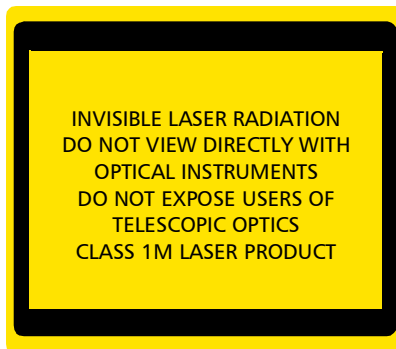 INVISIBLE LASER RADIATION
DO NOT VIEW DIRECTLY WITH
OPTICAL INSTRUMENTS
DO NOT EXPOSE USERS OF
TELESCOPIC OPTICS
CLASS 1M LASER PRODUCT